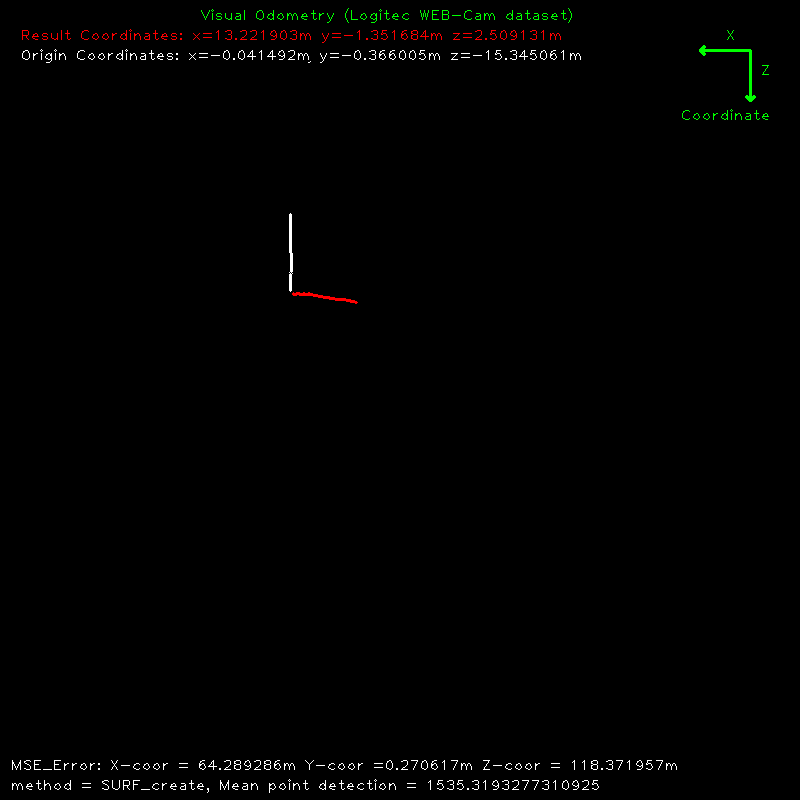 Visual Odometry (Logitec WEB-Cam dataset)
Result Coordinates: x=13.221903m y=-1.351684m z=2.509131m
Origin Coordinates: x=-0.041492m y=-0.366005m z=-15.345061m
X
Z
Coordinate
MSE_Error: X-coor = 64.289286m Y-coor =0.270617m Z-coor = 118.371957m
method = SURF_create, Mean point detection = 1535.3193277310925